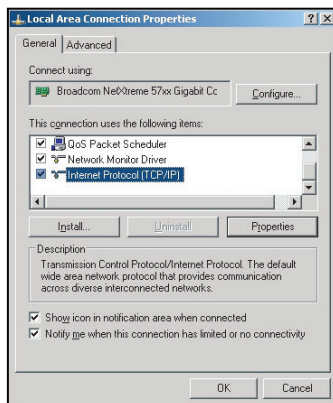 Local Area Connection Properties
General Advanced
Connect using:
Broadcom NetXtreme 57xx Gigabit Cc
Configure...
This connection uses the following items:
QoS Packet Scheduler
Network Monitor Driver
Internet Protocol (TCP/IP)
Install... Uninstall Properties
Description
Transmission Control Protocol/Internet Protocol. The default
wide area network protocol that provides communication
across diverse interconnected networks.
Show icon in notification area when connected
Notify me when this connection has limited or no connectivity
OK Cancel